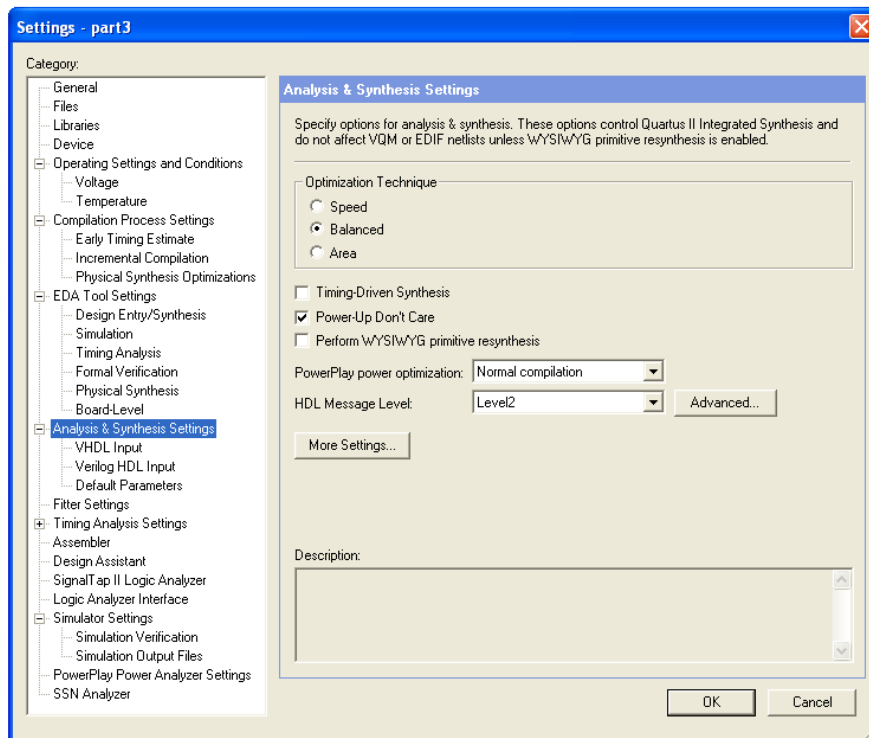 Settings - part3
Category:
General
Files
Libraries
Device
Operating Settings and Conditions
Voltage
Temperature
Compilation Process Settings
Early Timing Estimate
Incremental Compilation
Physical Synthesis Optimizations
EDA Tool Settings
Design Entry/Synthesis
Simulation
Timing Analysis
Formal Verification
Physical Synthesis
Board-Level
Analysis & Synthesis Settings
VHDL Input
Verilog HDL Input
Default Parameters
Fitter Settings
Timing Analysis Settings
Assembler
Design Assistant
SignalTap II Logic Analyzer
Logic Analyzer Interface
Simulator Settings
Simulation Verification
Simulation Output Files
PowerPlay Power Analyzer Settings
SSN Analyzer
Analysis & Synthesis Settings
Specify options for analysis & synthesis. These options control Quartus II Integrated Synthesis and
do not affect VQM or EDIF netlists unless WYSIWYG primitive resynthesis is enabled.
Optimization Technique
Speed
Balanced
Area
Timing-Driven Synthesis
Power-Up Don't Care
Perform WYSIWYG primitive resynthesis
PowerPlay power optimization: Normal compilation
HDL Message Level: Level2 Advanced...
More Settings...
Description:
OK Cancel